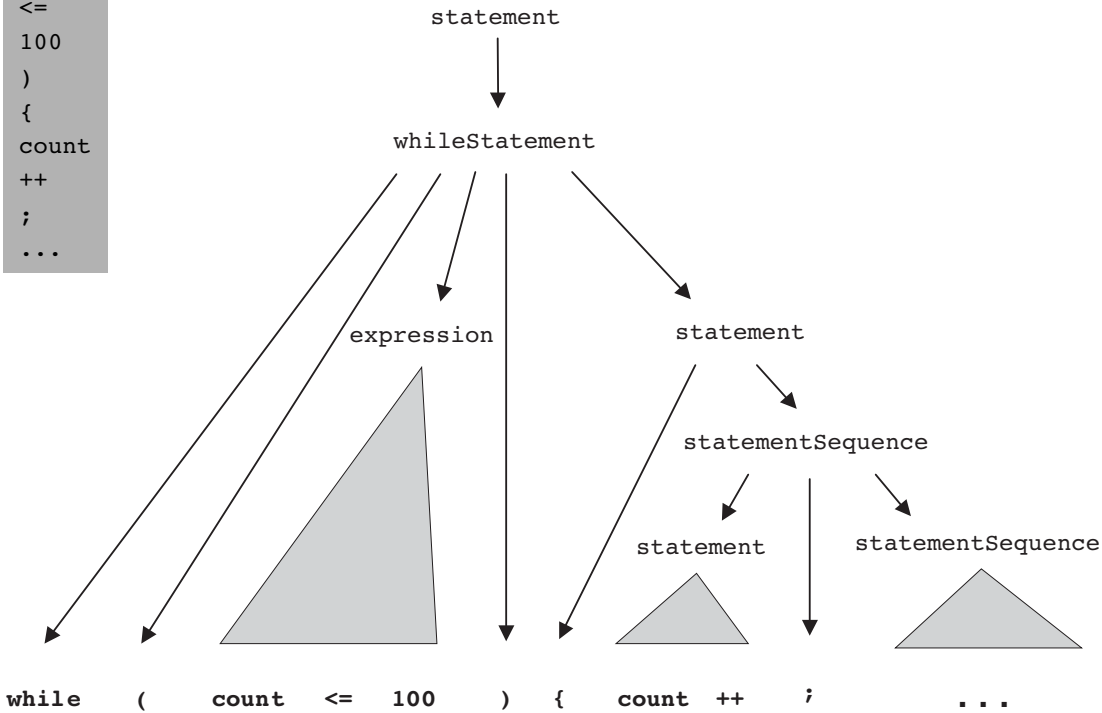 <=
100
)
{
count
++
;
...
statement
whileStatement
expression statement
statementSequence
statement statementSequence
while ( count <= 100 ) { count ++ ; ...